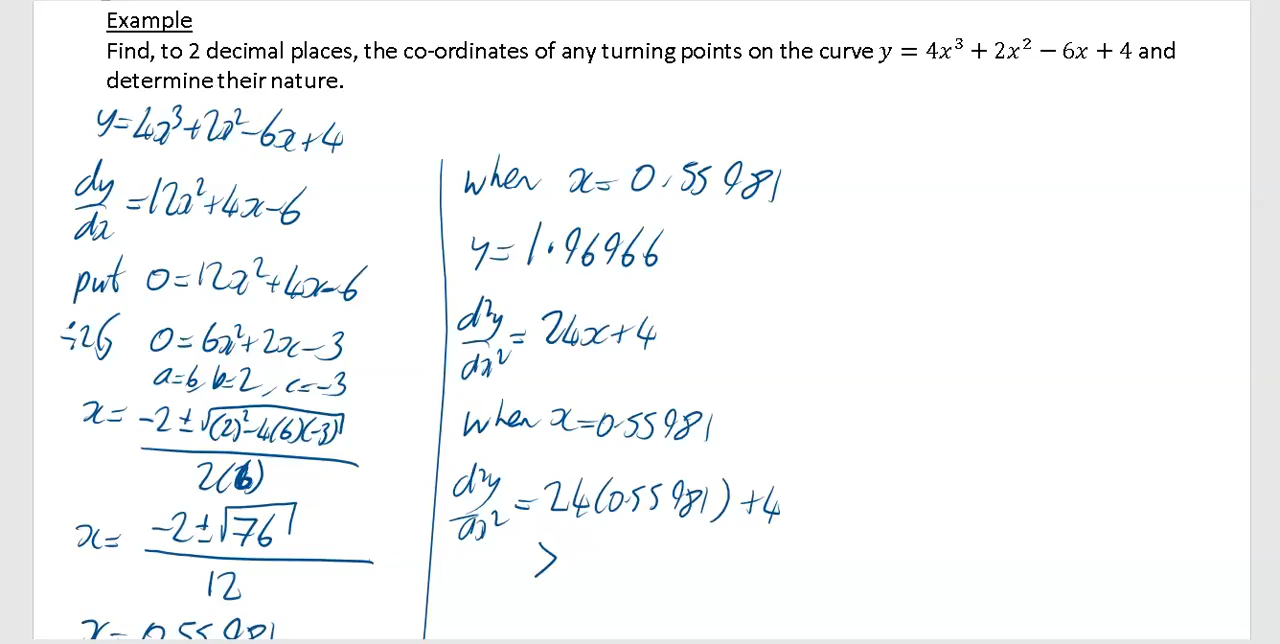 Example
Find, to 2 decimal places, the co-ordinates of any turning points on the curve y = 4x³ + 2x² − 6x + 4 and
determine their nature.
y=4x³+2x²-6x+4
dy/dx =12x²+4x-6
put 0=12x²+4x-6
÷2 0=6x²+2x-3
a=6, b=2, c=-3
x= (-2±√((2)²-4(6)(-3)))/2(6)
x= (-2±√76)/12
x=0.55981
when x=0.55981
y=1.96966
d²y/dx² = 24x+4
when x=0.55981
d²y/dx² =24(0.55981)+4
>